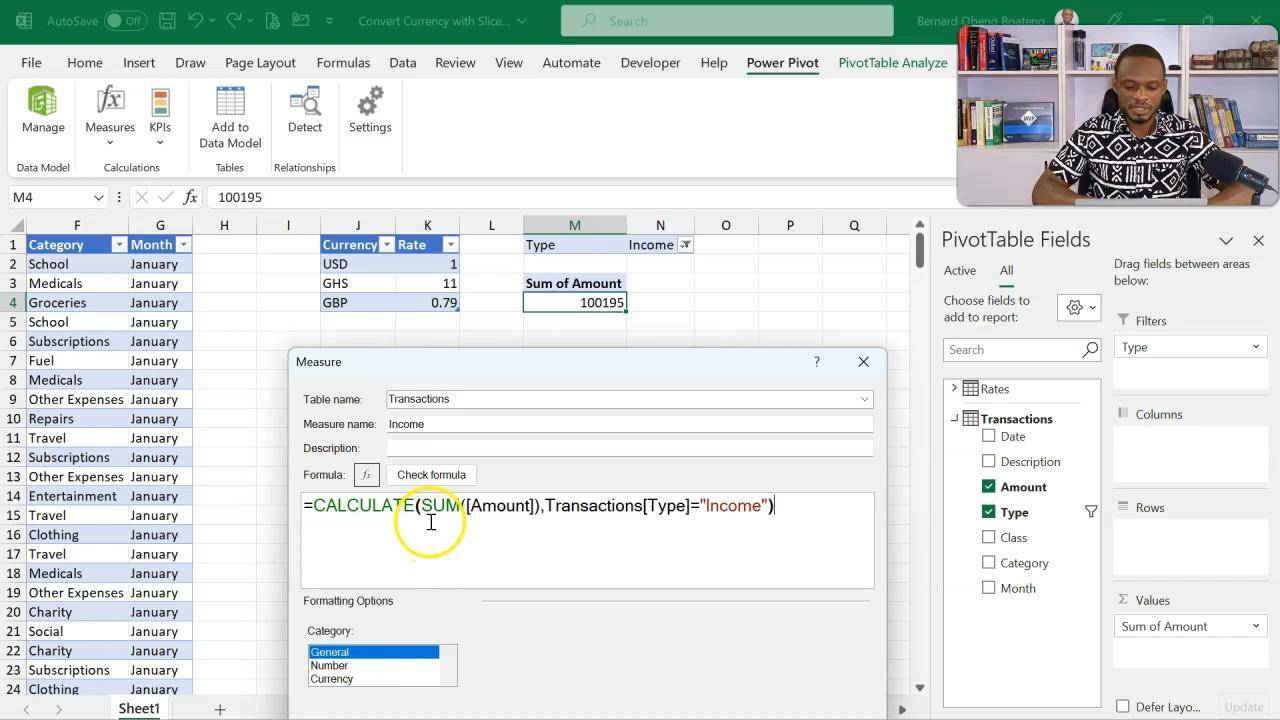 AutoSave Off Convert Currency with Slice... Search Bernard Obeng Boateng
File Home Insert Draw Page Layout Formulas Data Review View Automate Developer Help Power Pivot PivotTable Analyze
Manage Measures KPIs Add to Data Model Detect Settings
Data Model Calculations Tables Relationships
M4 fx 100195
F G H I J K L M N O P Q
1 Category Month Currency Rate Type Income
2 School January USD 1
3 Medicals January GHS 11 Sum of Amount
4 Groceries January GBP 0.79 100195
5 School January
6 Subscriptions January
7 Fuel January
8 Medicals January
9 Other Expenses January
10 Repairs January
11 Travel January
12 Subscriptions January
13 Other Expenses January
14 Entertainment January
15 Travel January
16 Clothing January
17 Travel January
18 Medicals January
19 Other Expenses January
20 Charity January
21 Social January
22 Charity January
23 Subscriptions January
24 Clothing January
Sheet1
Measure ?
Table name: Transactions
Measure name: Income
Description:
Formula: fx Check formula
=CALCULATE(SUM([Amount]),Transactions[Type]="Income")
Formatting Options
Category:
General
Number
Currency
PivotTable Fields
Active All
Choose fields to
add to report:
Search
Rates
Transactions
Date
Description
Amount
Type
Class
Category
Month
Drag fields between areas
below:
Filters
Type
Columns
Rows
Σ Values
Sum of Amount
Defer Layo... Update
MVP